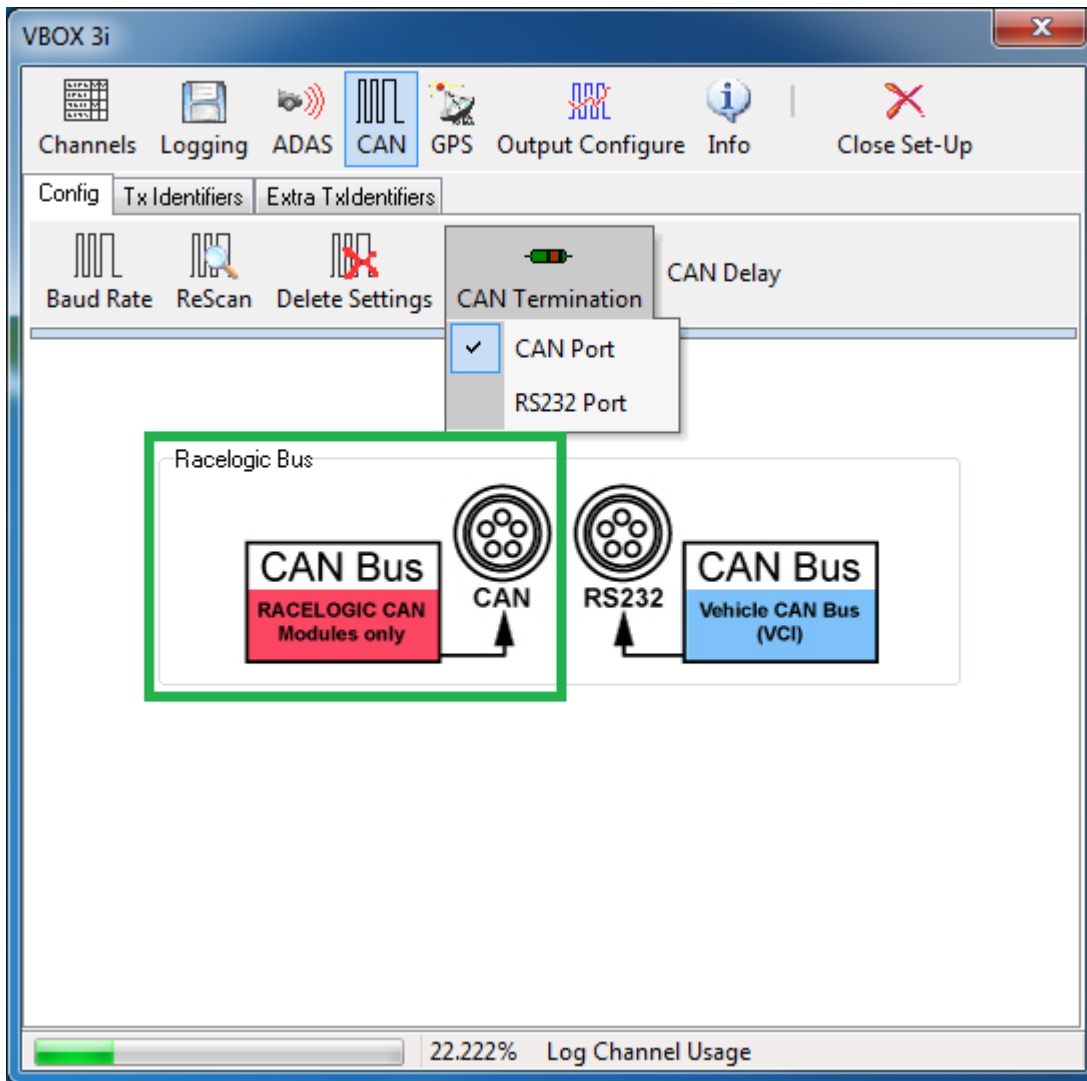 VBOX 3i
Channels Logging ADAS CAN GPS Output Configure Info Close Set-Up
Config Tx Identifiers Extra TxIdentifiers
Baud Rate ReScan Delete Settings CAN Termination CAN Delay
CAN Port
RS232 Port
Racelogic Bus
CAN Bus
RACELOGIC CAN
Modules only
CAN
RS232
CAN Bus
Vehicle CAN Bus
(VCI)
22.222% Log Channel Usage